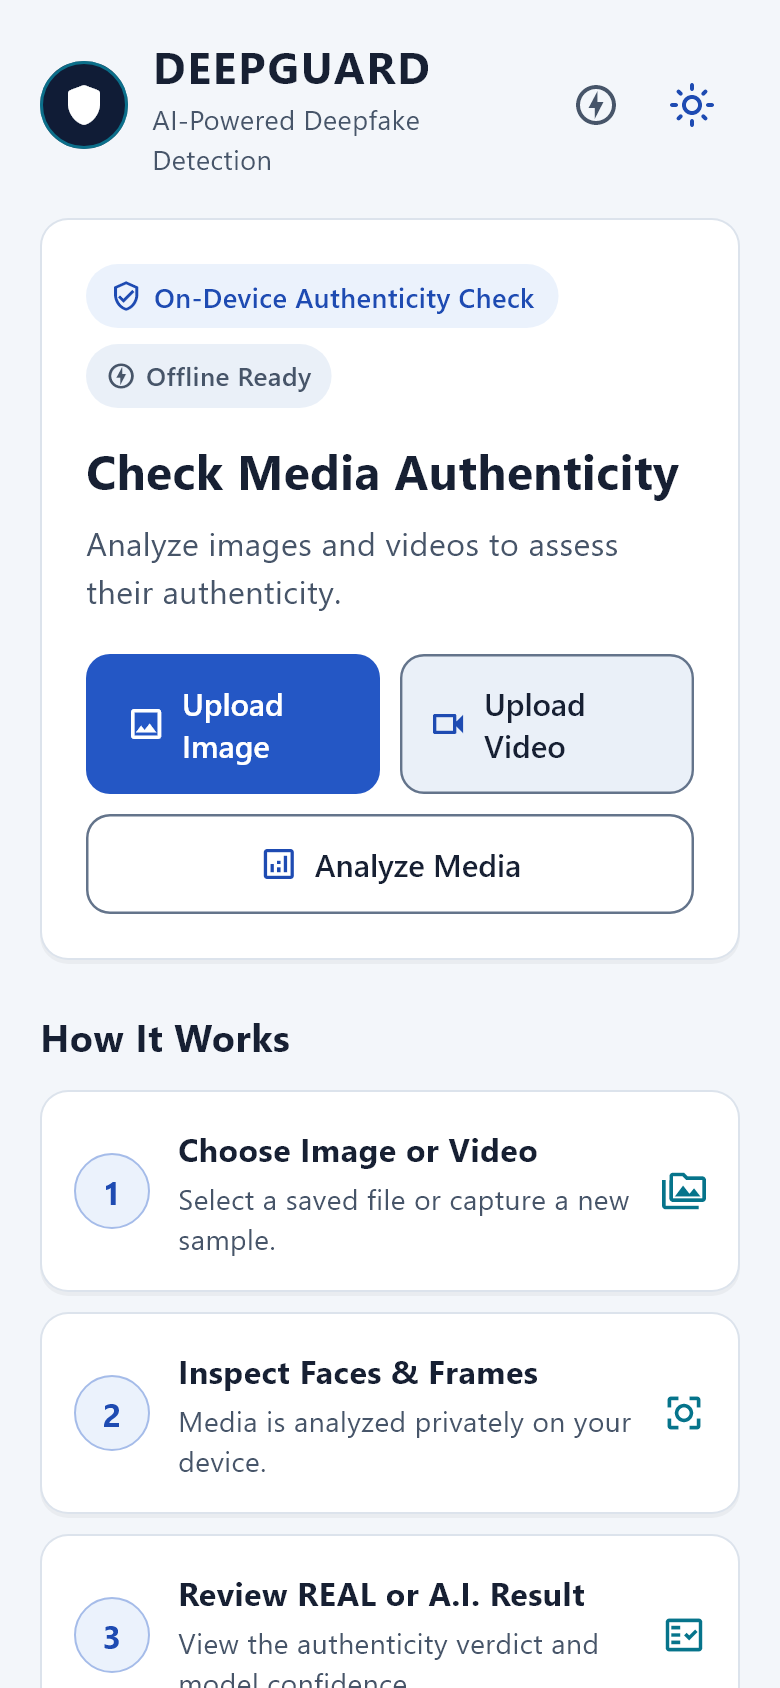 DEEPGUARD
AI-Powered Deepfake
Detection
On-Device Authenticity Check
Offline Ready
Check Media Authenticity
Analyze images and videos to assess
their authenticity.
Upload
Image
Upload
Video
Analyze Media
How It Works
1
Choose Image or Video
Select a saved file or capture a new
sample.
2
Inspect Faces & Frames
Media is analyzed privately on your
device.
3
Review REAL or A.I. Result
View the authenticity verdict and
model confidence